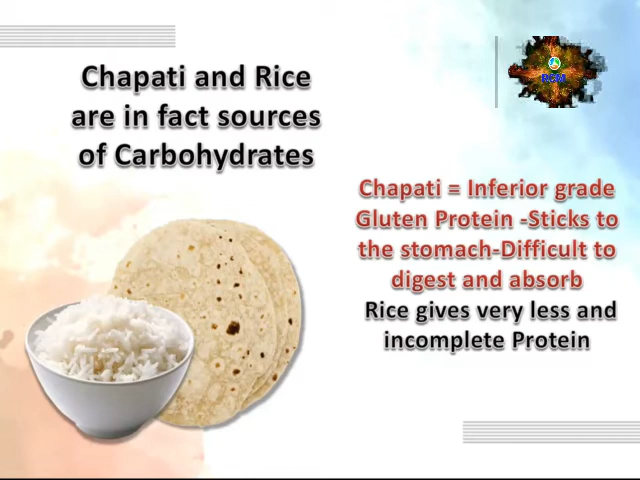 Chapati and Rice
are in fact sources
of Carbohydrates
RCM
Chapati = Inferior grade
Gluten Protein -Sticks to
the stomach-Difficult to
digest and absorb
Rice gives very less and
incomplete Protein